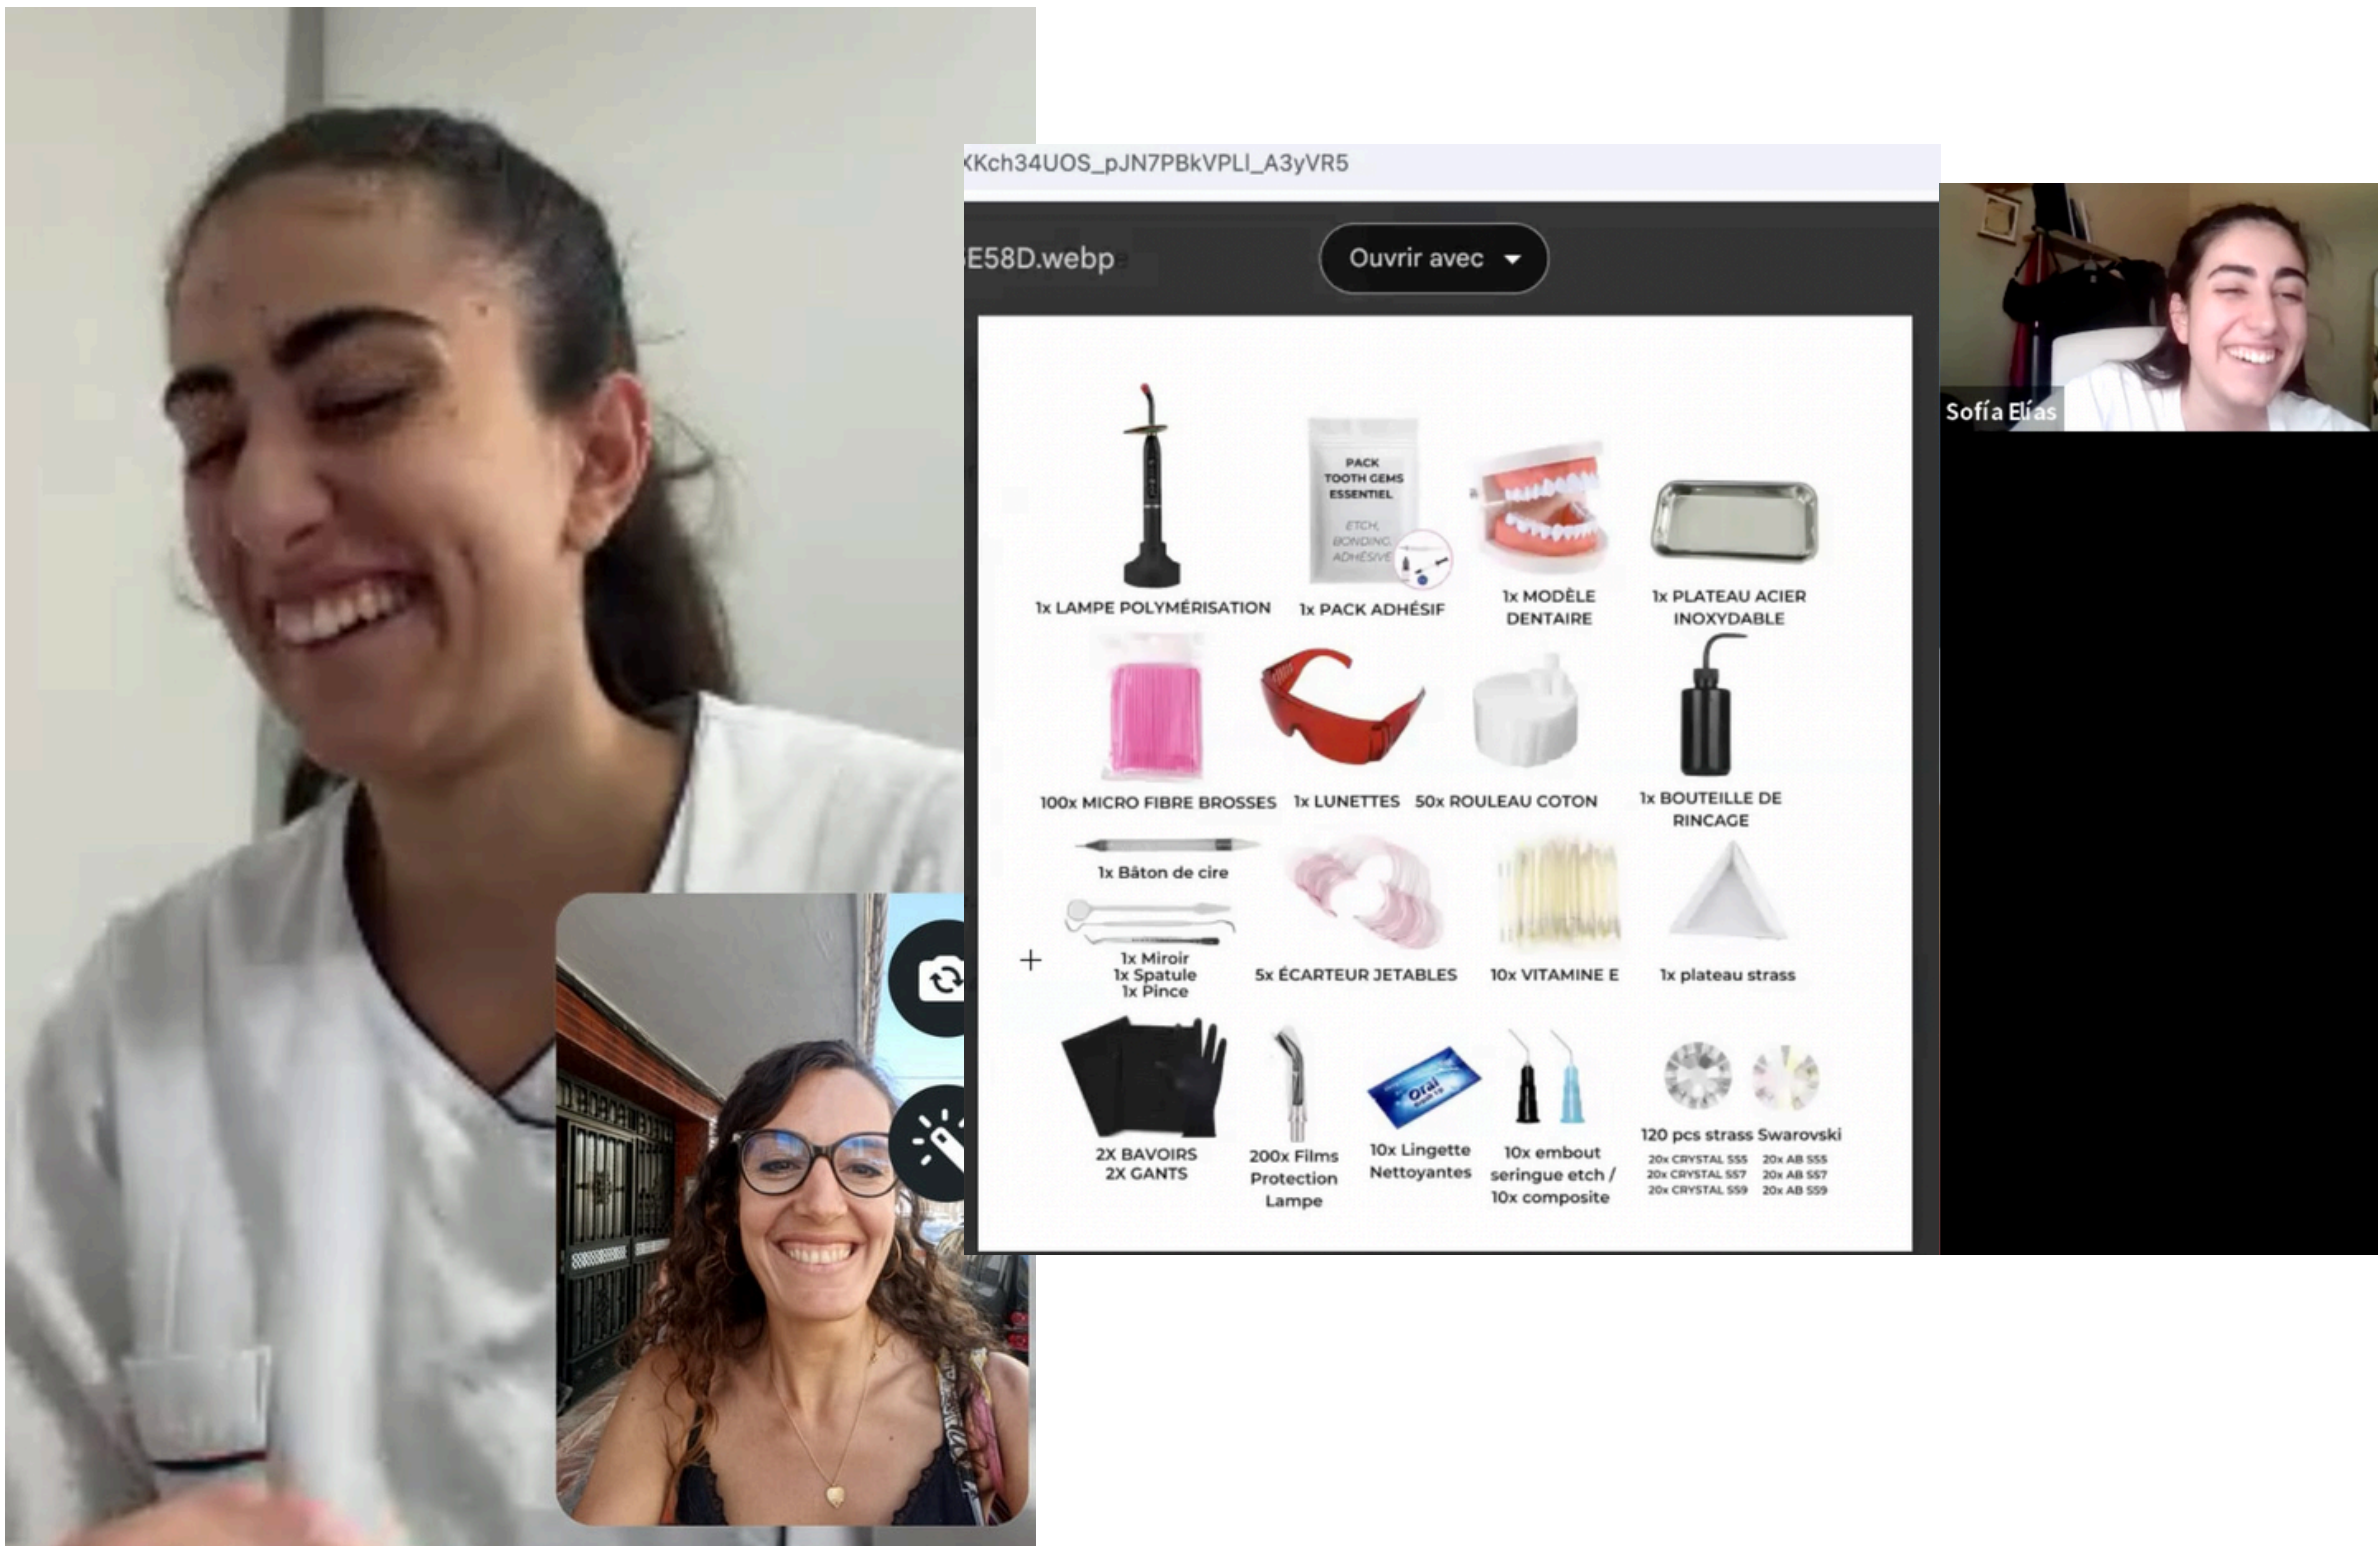 XKch34UOS_pJN7PBkVPLl_A3yVR5
E58D.webp
Ouvrir avec
Sofía Elías
PACK
TOOTH GEMS
ESSENTIEL
ETCH,
BONDING,
ADHÉSIVE
1x LAMPE POLYMÉRISATION
1x PACK ADHÉSIF
1x MODÈLE
DENTAIRE
1x PLATEAU ACIER
INOXYDABLE
100x MICRO FIBRE BROSSES
1x LUNETTES
50x ROULEAU COTON
1x BOUTEILLE DE
RINCAGE
1x Bâton de cire
1x Miroir
1x Spatule
1x Pince
5x ÉCARTEUR JETABLES
10x VITAMINE E
1x plateau strass
2X BAVOIRS
2X GANTS
200x Films
Protection
Lampe
Oral
10x Lingette
Nettoyantes
10x embout
seringue etch /
10x composite
120 pcs strass Swarovski
20x CRYSTAL SS5 20x AB SS5
20x CRYSTAL SS7 20x AB SS7
20x CRYSTAL SS9 20x AB SS9